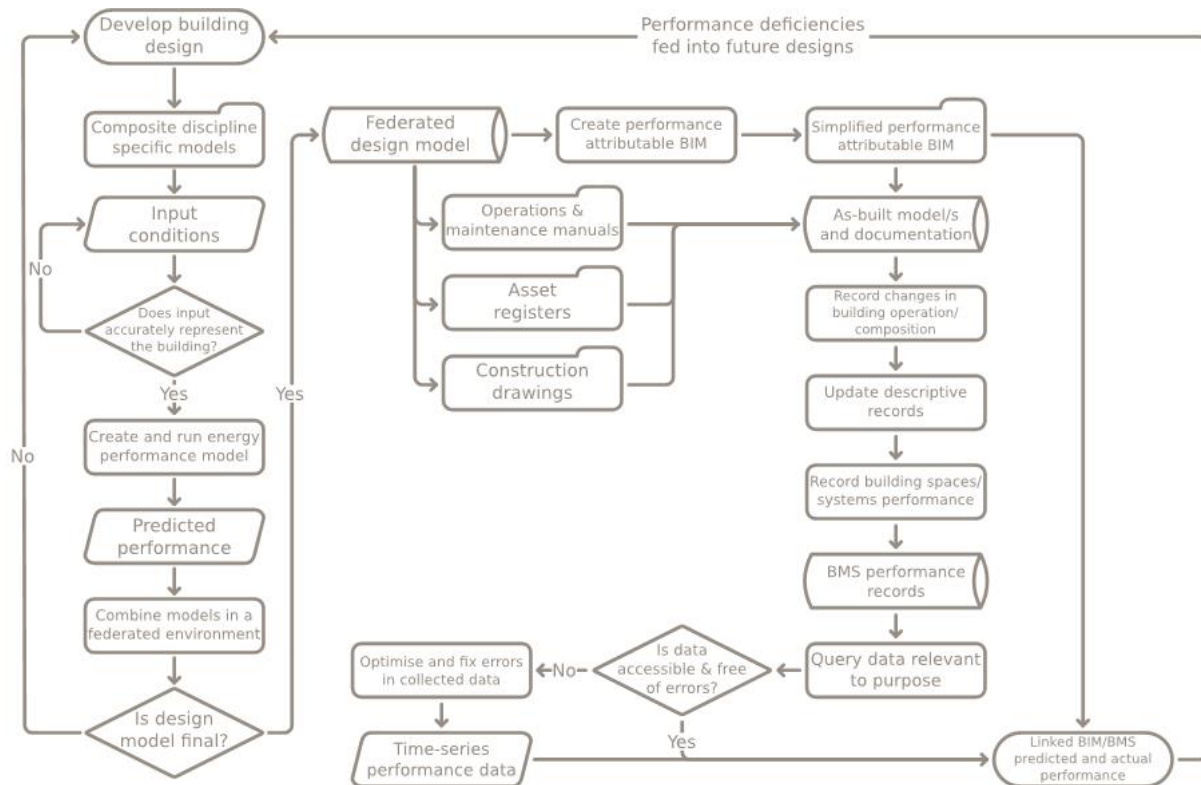 Develop building
design
Performance deficiencies
fed into future designs
Composite discipline
specific models
Input
conditions
No
Does input
accurately represent
the building?
Yes
Create and run energy
performance model
No
Predicted
performance
Combine models in a
federated environment
Is design
model final?
Yes
Federated
design model
Create performance
attributable BIM
Simplified performance
attributable BIM
Operations &
maintenance manuals
Asset
registers
Construction
drawings
As-built model/s
and documentation
Record changes in
building operation/
composition
Update descriptive
records
Record building spaces/
systems performance
BMS performance
records
Query data relevant
to purpose
Is data
accessible & free
of errors?
No
Optimise and fix errors
in collected data
Yes
Time-series
performance data
Linked BIM/BMS
predicted and actual
performance